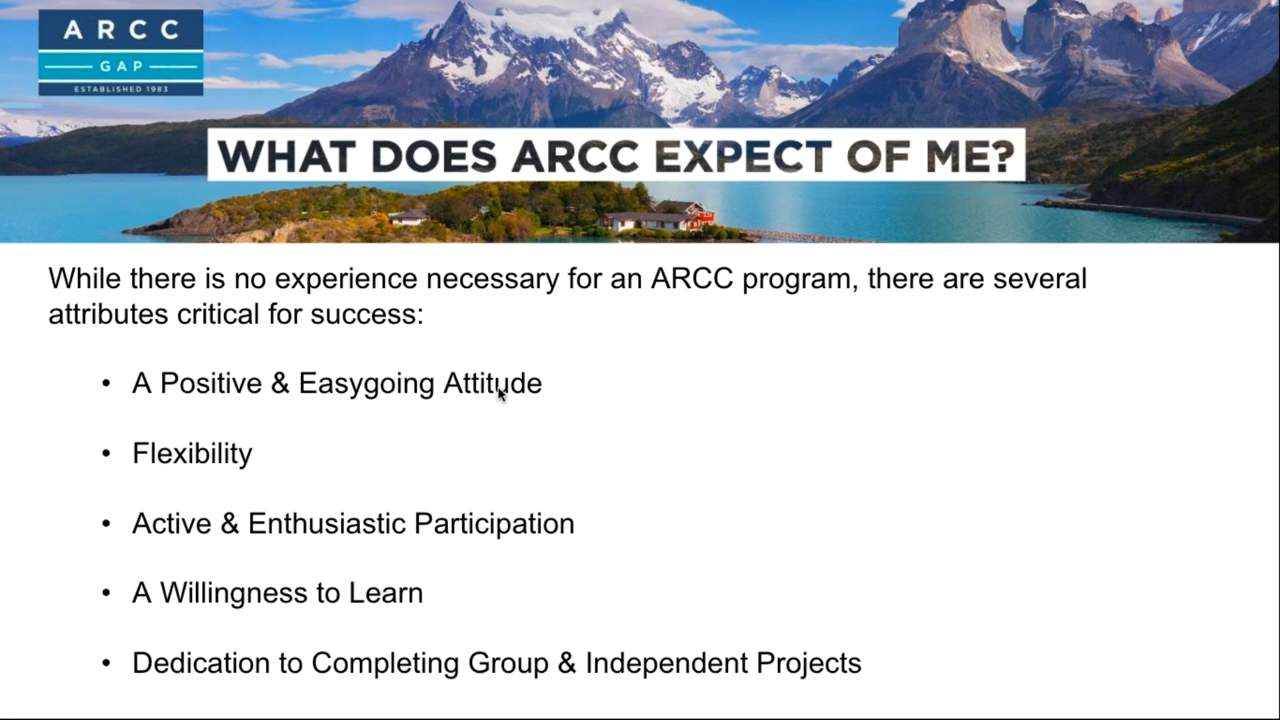 ARCC
GAP
ESTABLISHED 1983
WHAT DOES ARCC EXPECT OF ME?
While there is no experience necessary for an ARCC program, there are several
attributes critical for success:
• A Positive & Easygoing Attitude
• Flexibility
• Active & Enthusiastic Participation
• A Willingness to Learn
• Dedication to Completing Group & Independent Projects